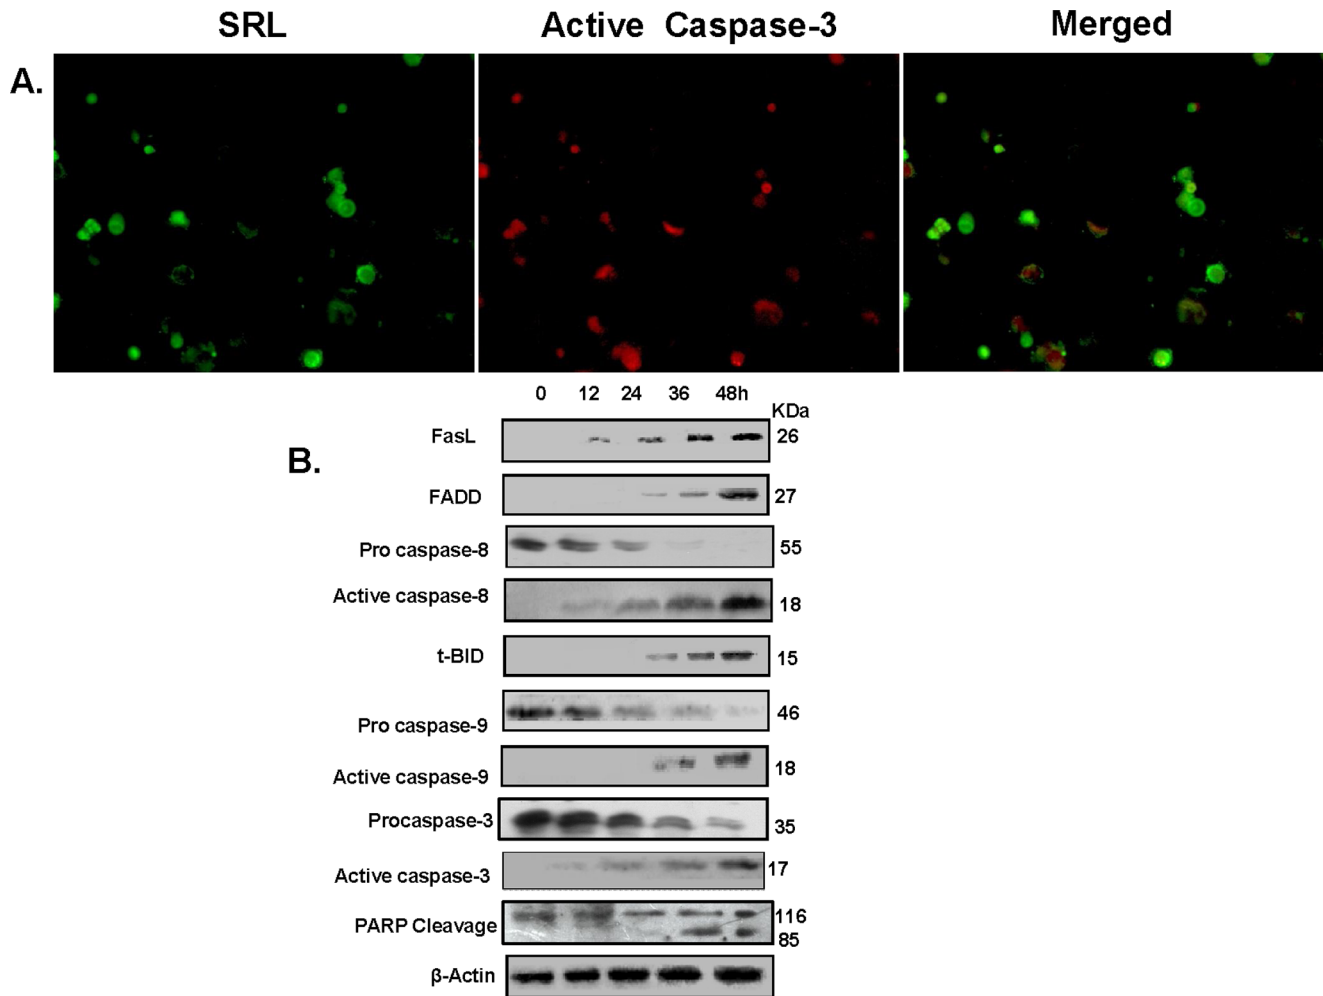 SRL Active Caspase-3 Merged
A.
0 12 24 36 48h
KDa
B.
FasL 26
FADD 27
Pro caspase-8 55
Active caspase-8 18
t-BID 15
Pro caspase-9 46
Active caspase-9 18
Procaspase-3 35
Active caspase-3 17
PARP Cleavage 116
85
β-Actin